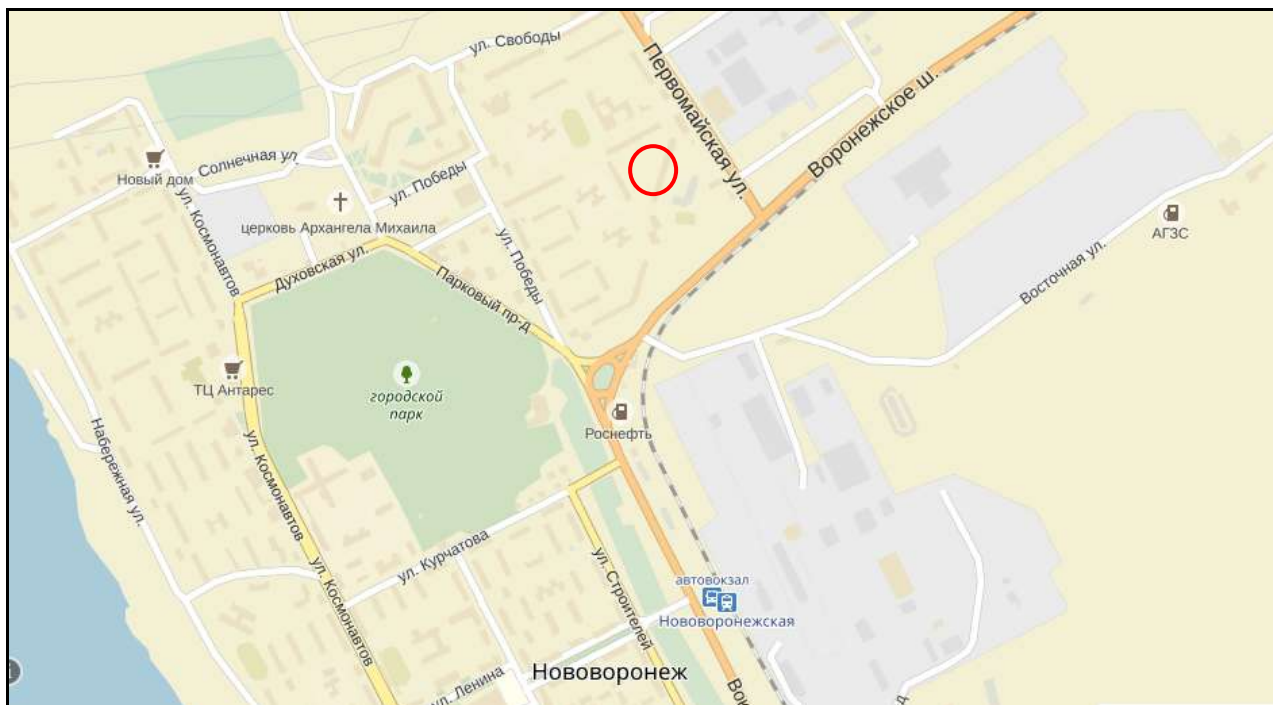 ул. Свободы
Первомайская ул.
Воронежское ш.
Новый дом
Солнечная ул.
ул. Победы
церковь Архангела Михаила
ул. Космонавтов
АГЗС
Духовская ул.
Парковый пр-д
ул. Победы
Восточная ул.
ТЦ Антарес
городской
парк
Роснефть
Набережная ул.
ул. Космонавтов
ул. Курчатова
ул. Строителей
автовокзал
Нововоронежская
ул. Космонавтов
Нововоронеж
ул. Ленина
Вок
д